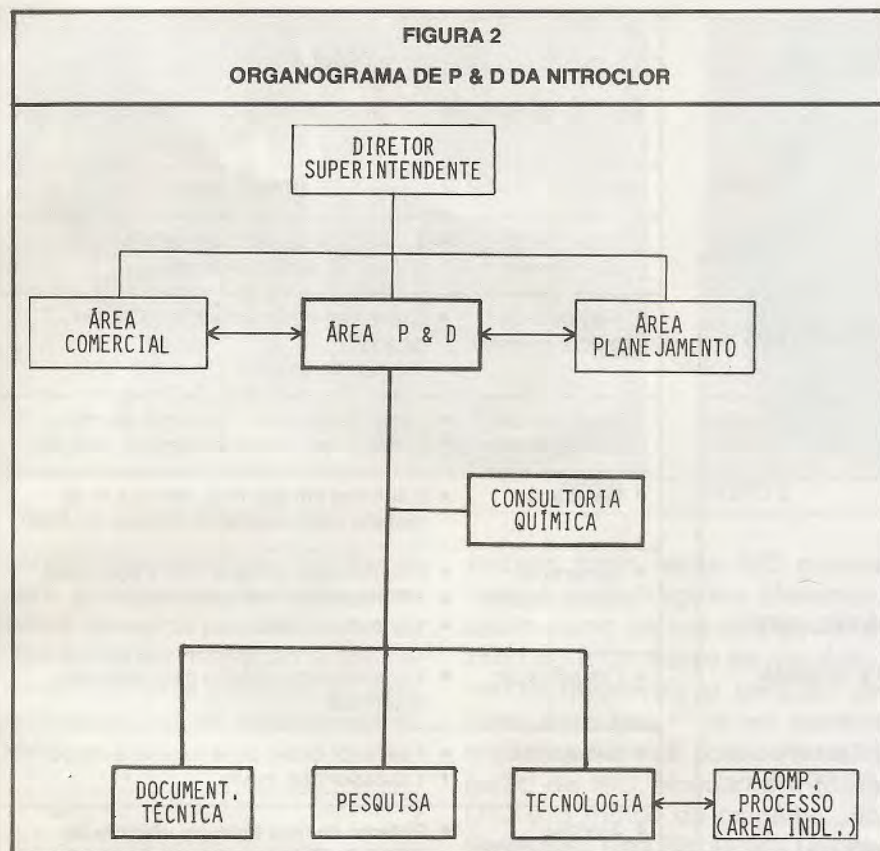 FIGURA 2
ORGANOGRAMA DE P & D DA NITROCLOR
DIRETOR
SUPERINTENDENTE
ÁREA
COMERCIAL
ÁREA P & D
ÁREA
PLANEJAMENTO
CONSULTORIA
QUÍMICA
DOCUMENT.
TÉCNICA
PESQUISA
TECNOLOGIA
ACOMP.
PROCESSO
(ÁREA INDL.)